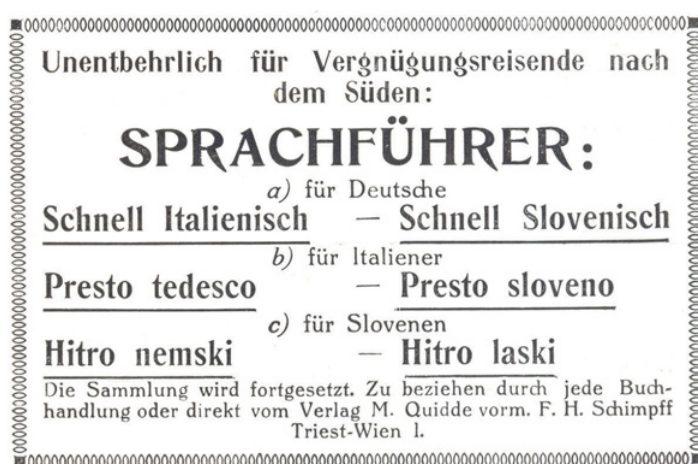 Unentbehrlich für Vergnügungsreisende nach
dem Süden:
SPRACHFÜHRER:
a) für Deutsche
Schnell Italienisch — Schnell Slovenisch
b) für Italiener
Presto tedesco — Presto sloveno
c) für Slovenen
Hitro nemski — Hitro laski
Die Sammlung wird fortgesetzt. Zu beziehen durch jede Buch-
handlung oder direkt vom Verlag M. Quidde vorm. F. H. Schimpff
Triest-Wien I.